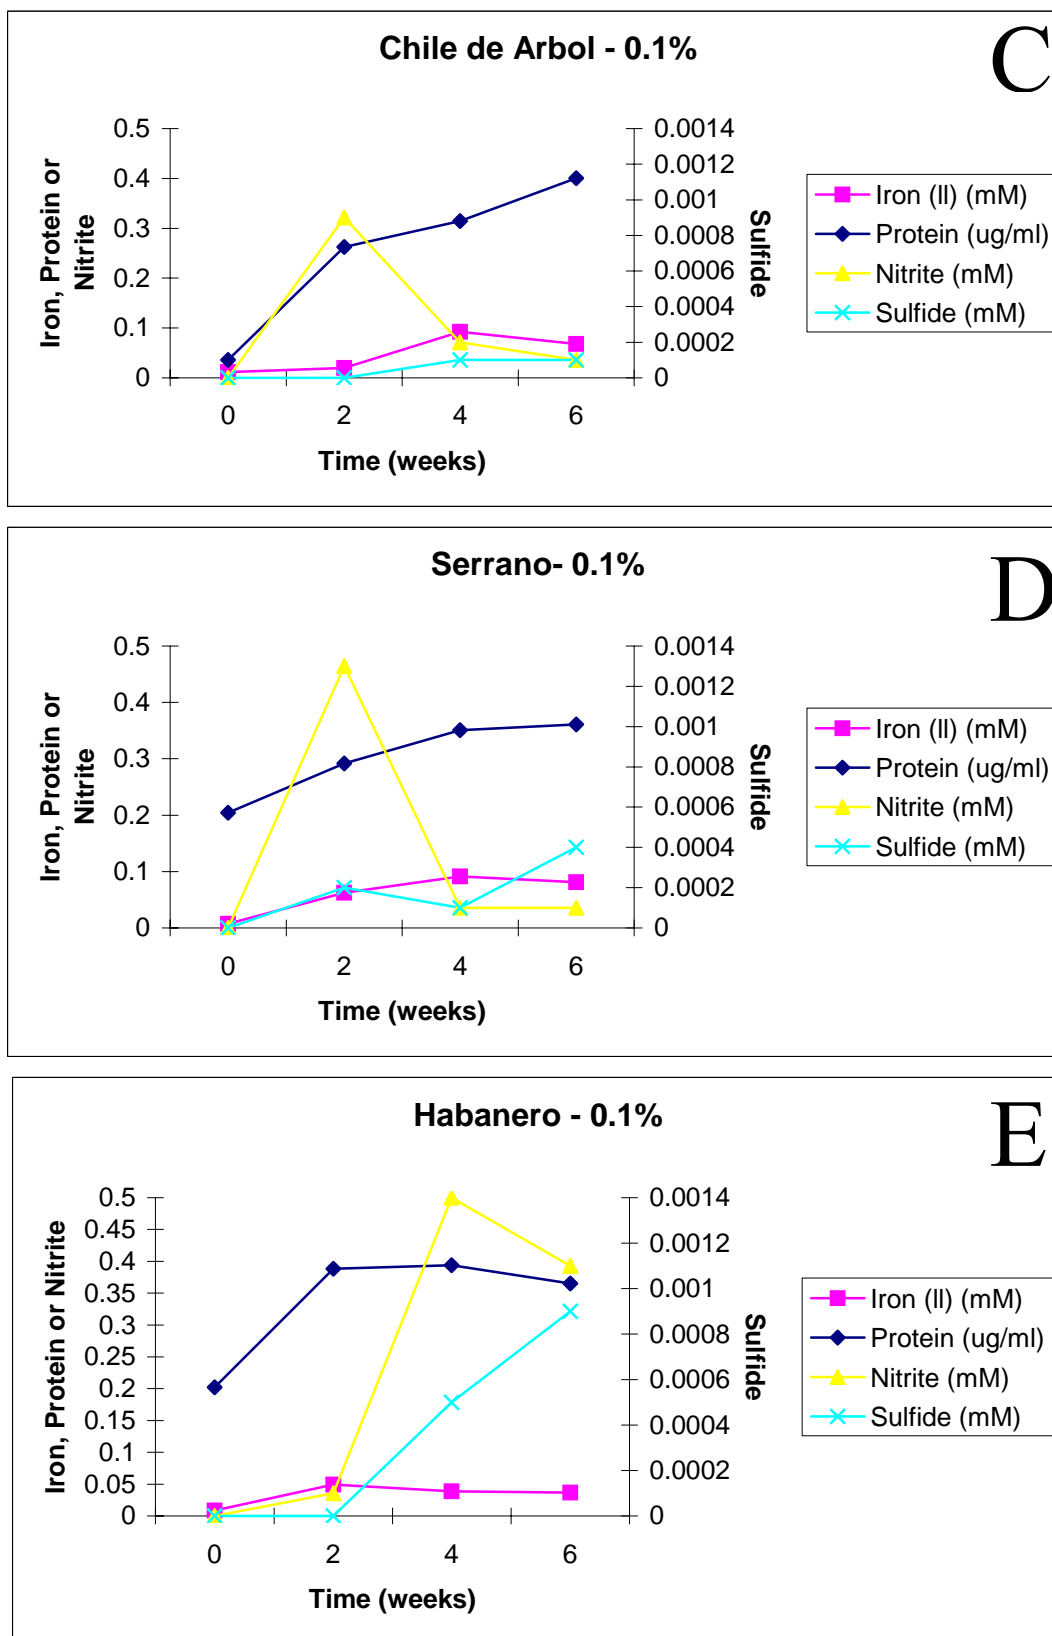 Chile de Arbol - 0.1%
C
Iron, Protein or
Nitrite
0.5
0.4
0.3
0.2
0.1
0
0.0014
0.0012
0.001
0.0008
0.0006
0.0004
0.0002
0
Sulfide
0 2 4 6
Time (weeks)
Iron (ll) (mM)
Protein (ug/ml)
Nitrite (mM)
Sulfide (mM)
Serrano- 0.1%
D
Iron, Protein or
Nitrite
0.5
0.4
0.3
0.2
0.1
0
0.0014
0.0012
0.001
0.0008
0.0006
0.0004
0.0002
0
Sulfide
0 2 4 6
Time (weeks)
Iron (ll) (mM)
Protein (ug/ml)
Nitrite (mM)
Sulfide (mM)
Habanero - 0.1%
E
Iron, Protein or Nitrite
0.5
0.45
0.4
0.35
0.3
0.25
0.2
0.15
0.1
0.05
0
0.0014
0.0012
0.001
0.0008
0.0006
0.0004
0.0002
0
Sulfide
0 2 4 6
Time (weeks)
Iron (ll) (mM)
Protein (ug/ml)
Nitrite (mM)
Sulfide (mM)